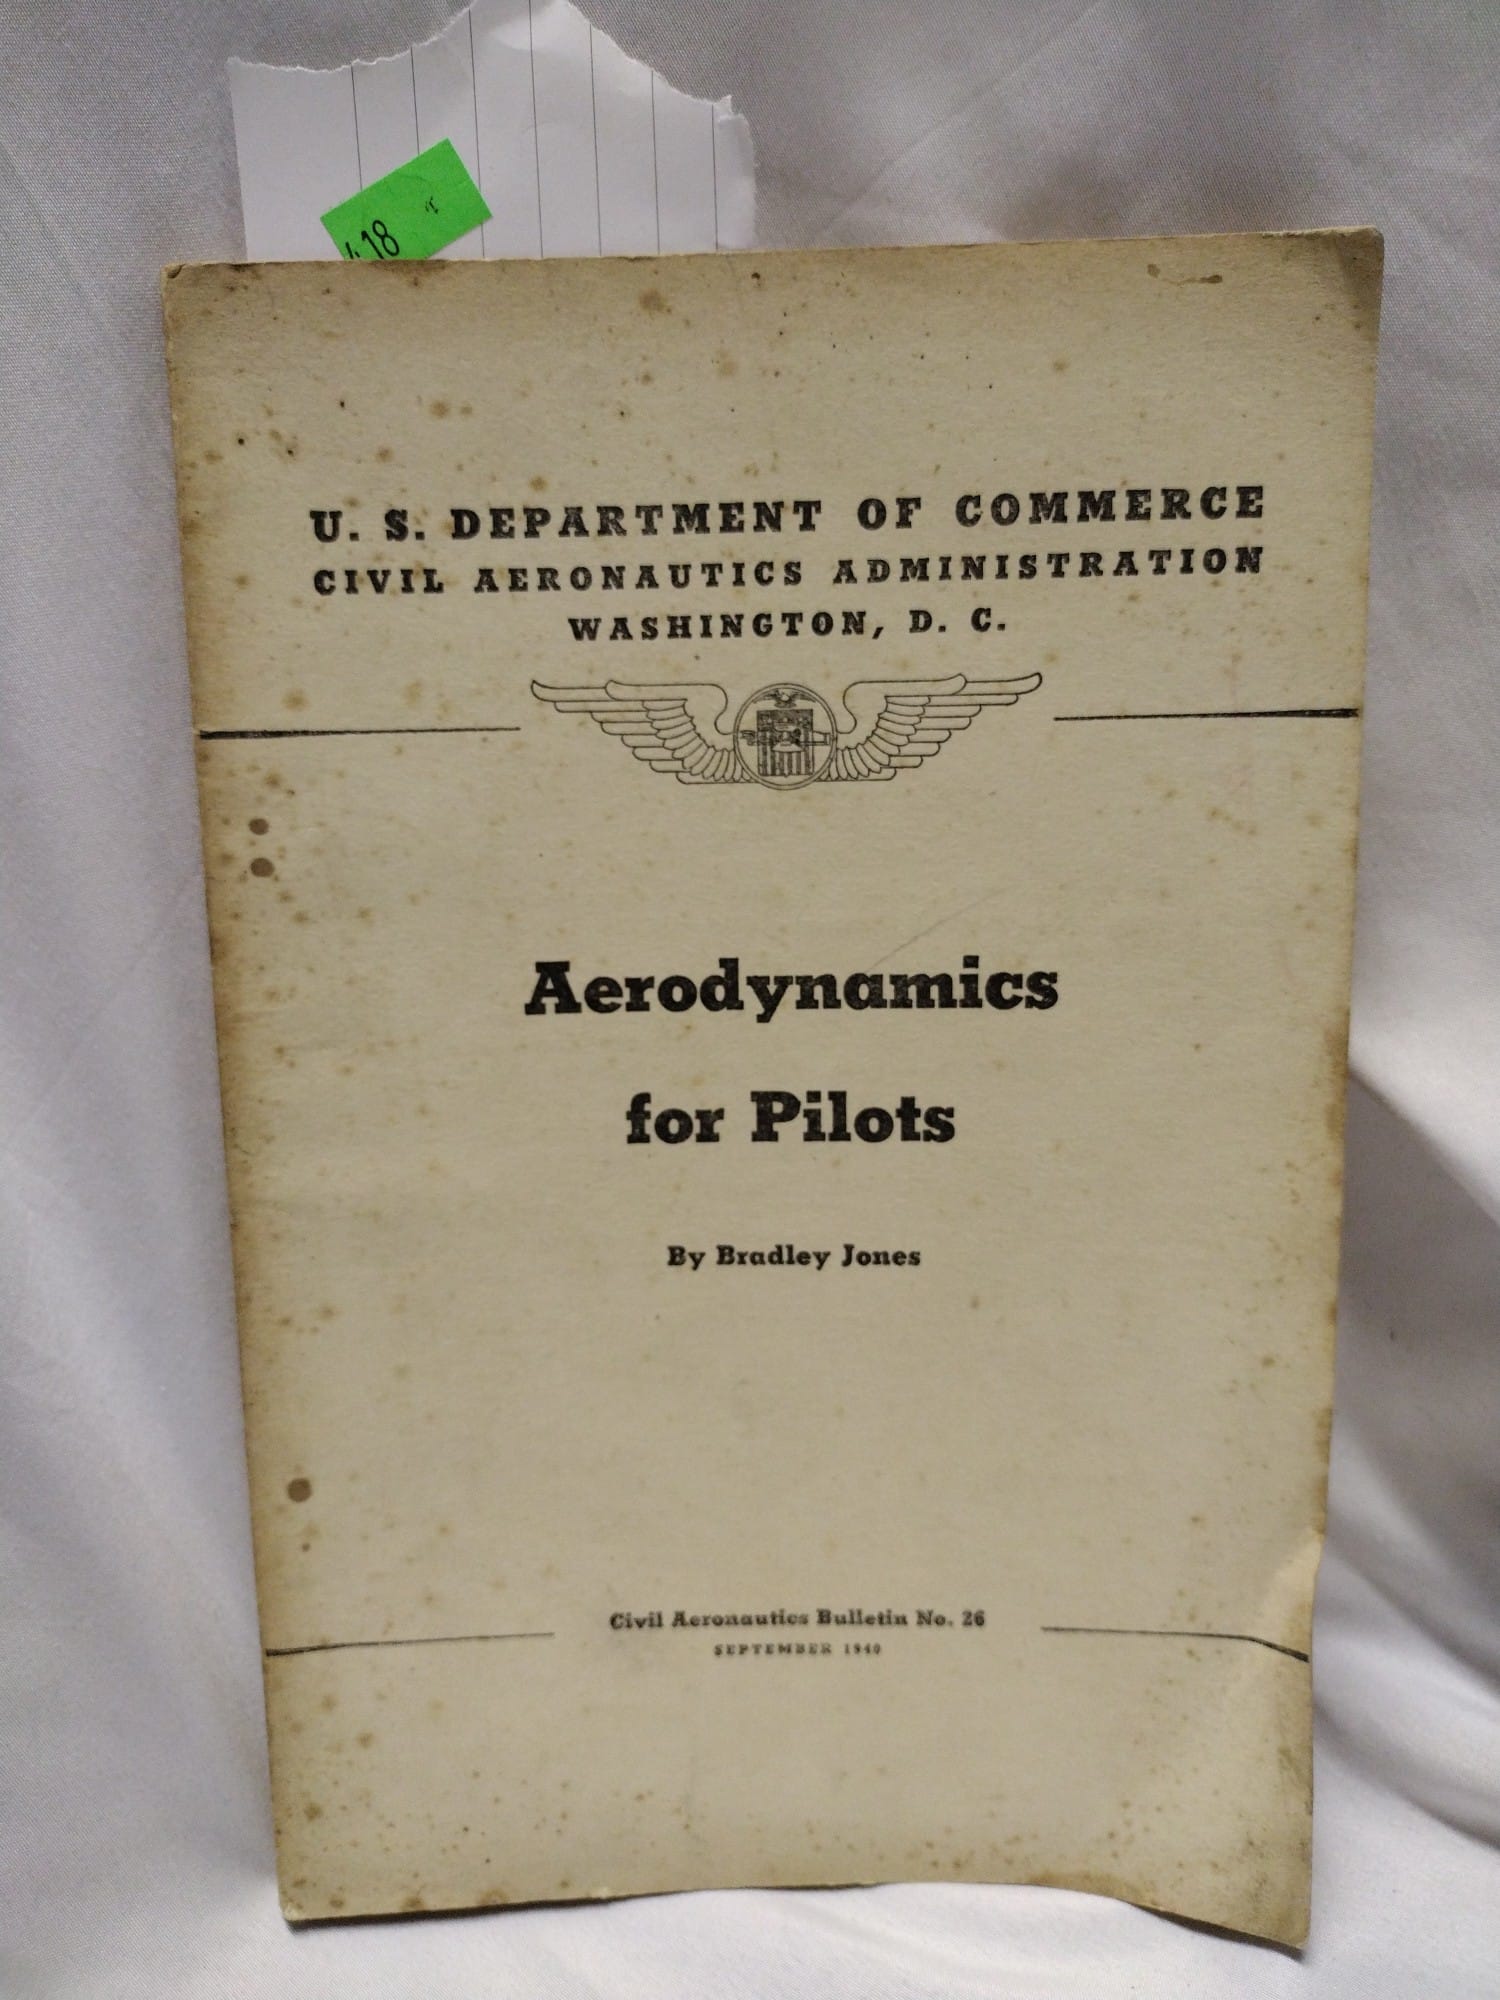 18
U. S. DEPARTMENT OF COMMERCE
CIVIL AERONAUTICS ADMINISTRATION
WASHINGTON, D. C.
Aerodynamics
for Pilots
By Bradley Jones
Civil Aeronautics Bulletin No. 26
SEPTEMBER 1940